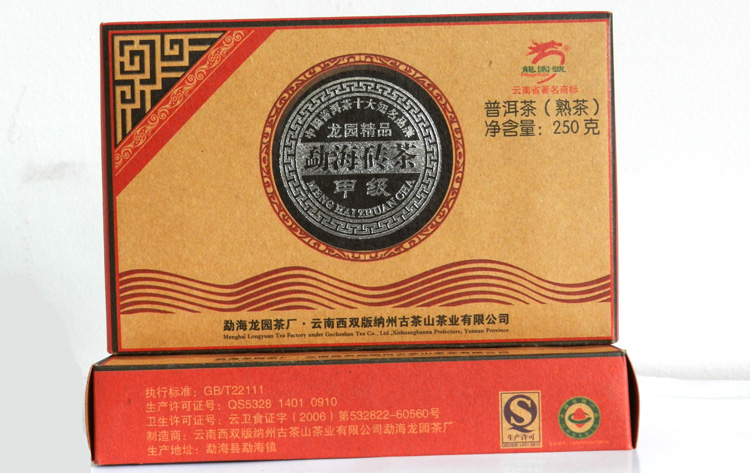 龍園號
云南省著名商标
普洱茶（熟茶）
净含量：250克
中国普洱茶十大知名品牌
龙园精品
勐海砖茶
甲级
MENG HAI ZHUAN CHA
勐海龙园茶厂·云南西双版纳州古茶山茶业有限公司
Menghai Longyuan Tea Factory under Guchashan Tea Co., Ltd.,Xishuangbanna Prefecture, Yunnan Province
执行标准：GB/T22111
生产许可证号：QS5328 1401 0910
卫生许可证号：云卫食证字（2006）第532822-60560号
制造商：云南西双版纳州古茶山茶业有限公司勐海龙园茶厂
生产地址：勐海县勐海镇
QS
生产许可